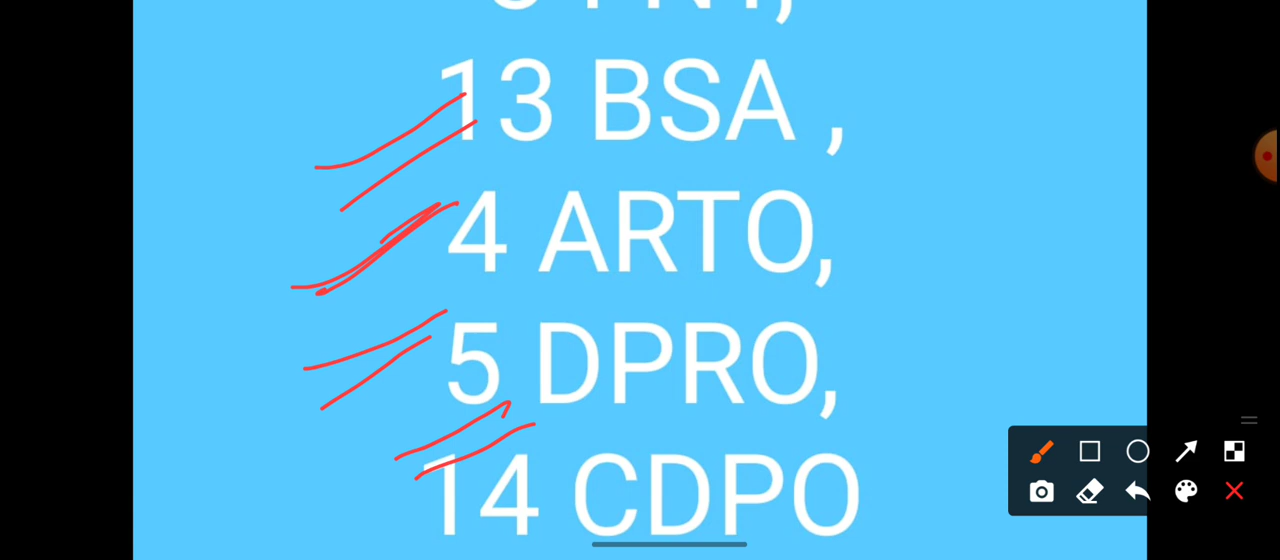 13 BSA ,
4 ARTO,
5 DPRO,
14 CDPO